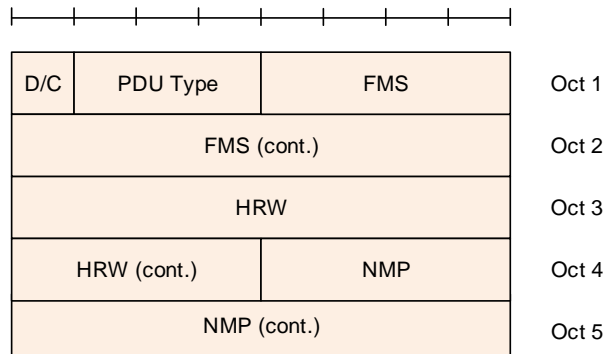 D/C PDU Type FMS Oct 1
FMS (cont.) Oct 2
HRW Oct 3
HRW (cont.) NMP Oct 4
NMP (cont.) Oct 5